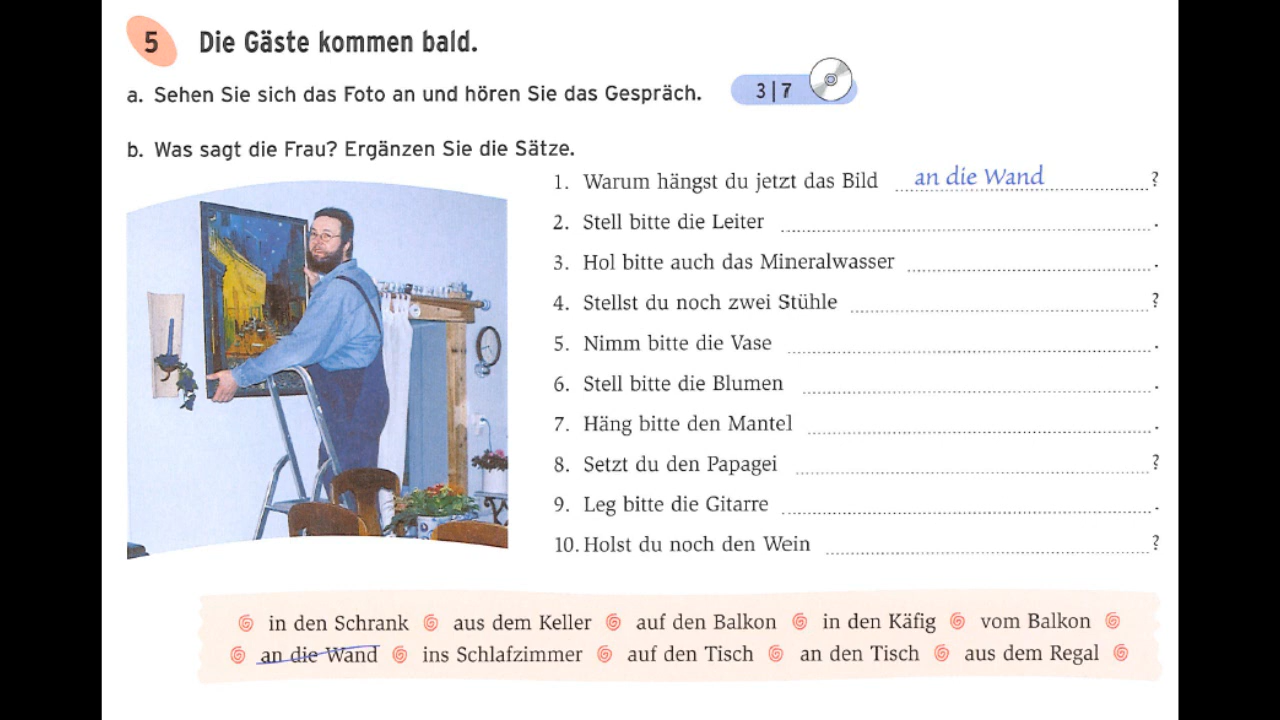 5 Die Gäste kommen bald.
a. Sehen Sie sich das Foto an und hören Sie das Gespräch. 3|7
b. Was sagt die Frau? Ergänzen Sie die Sätze.
1. Warum hängst du jetzt das Bild an die Wand ?
2. Stell bitte die Leiter .
3. Hol bitte auch das Mineralwasser .
4. Stellst du noch zwei Stühle ?
5. Nimm bitte die Vase .
6. Stell bitte die Blumen .
7. Häng bitte den Mantel .
8. Setzt du den Papagei ?
9. Leg bitte die Gitarre .
10. Holst du noch den Wein ?
in den Schrank aus dem Keller auf den Balkon in den Käfig vom Balkon
an die Wand ins Schlafzimmer auf den Tisch an den Tisch aus dem Regal